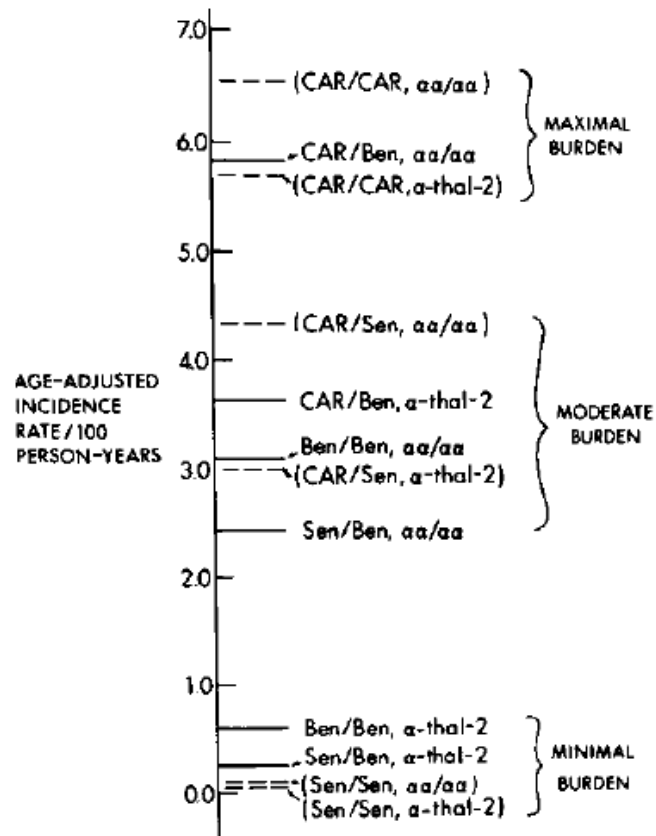 7.0
(CAR/CAR, αα/αα)
MAXIMAL
BURDEN
6.0
CAR/Ben, αα/αα
(CAR/CAR, α-thal-2)
5.0
(CAR/Sen, αα/αα)
4.0
AGE-ADJUSTED
INCIDENCE
RATE/100
PERSON-YEARS
CAR/Ben, α-thal-2
MODERATE
BURDEN
Ben/Ben, αα/αα
3.0
(CAR/Sen, α-thal-2)
Sen/Ben, αα/αα
2.0
1.0
Ben/Ben, α-thal-2
Sen/Ben, α-thal-2
MINIMAL
BURDEN
(Sen/Sen, αα/αα)
0.0
(Sen/Sen, α-thal-2)